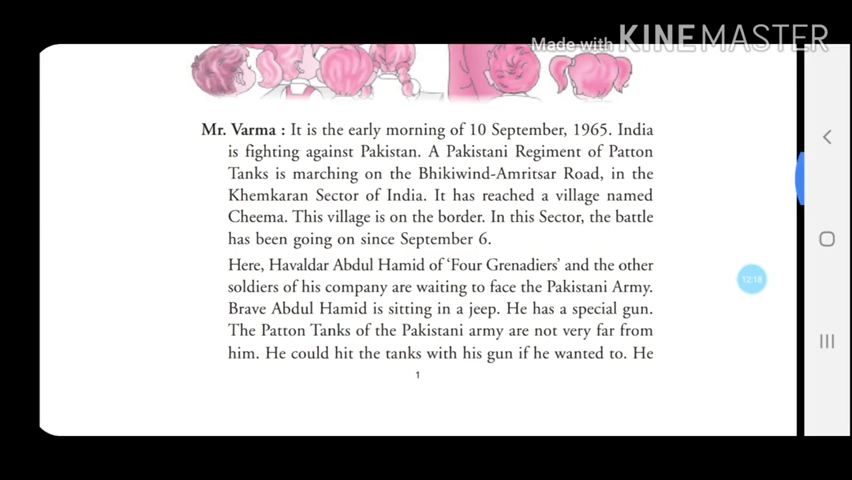 Made with KINEMASTER
Mr. Varma : It is the early morning of 10 September, 1965. India
is fighting against Pakistan. A Pakistani Regiment of Patton
Tanks is marching on the Bhikiwind-Amritsar Road, in the
Khemkaran Sector of India. It has reached a village named
Cheema. This village is on the border. In this Sector, the battle
has been going on since September 6.
Here, Havaldar Abdul Hamid of ‘Four Grenadiers’ and the other
soldiers of his company are waiting to face the Pakistani Army.
Brave Abdul Hamid is sitting in a jeep. He has a special gun.
The Patton Tanks of the Pakistani army are not very far from
him. He could hit the tanks with his gun if he wanted to. He
1
12:18